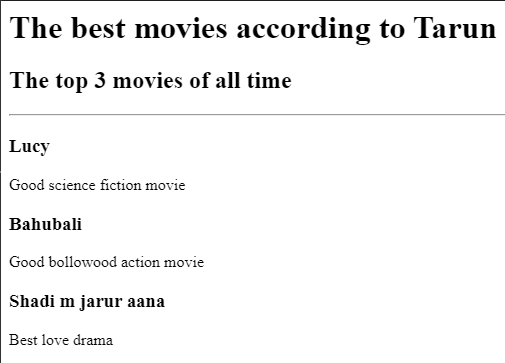 The best movies according to Tarun
The top 3 movies of all time
Lucy
Good science fiction movie
Bahubali
Good bollowood action movie
Shadi m jarur aana
Best love drama